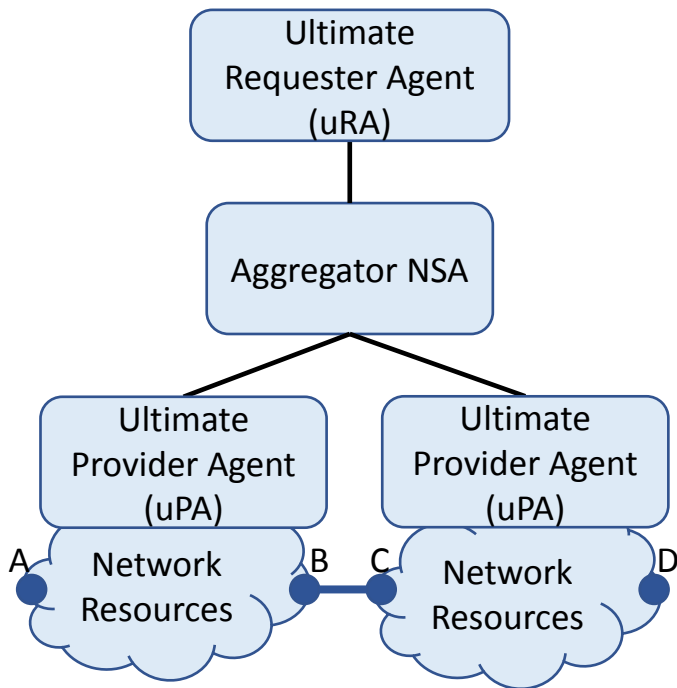 Ultimate
Requester Agent
(uRA)
Aggregator NSA
Ultimate
Provider Agent
(uPA)
Ultimate
Provider Agent
(uPA)
A
Network
Resources
B
C
Network
Resources
D